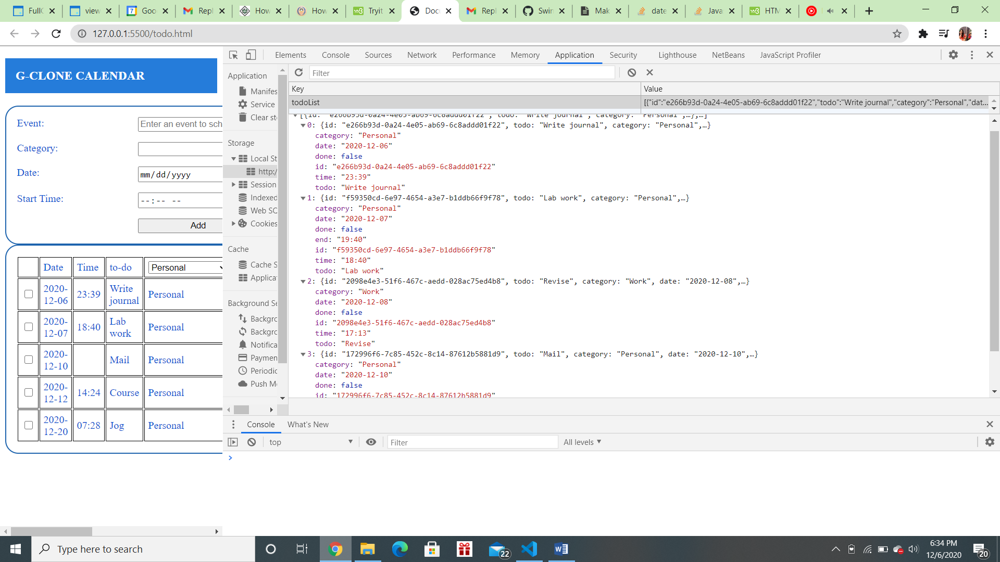 FullC
view
7 Goo
Repl
How
How
w3 Tryit
Docu
Repl
Swin
Mak
date
Java
w3 HTM
127.0.0.1:5500/todo.html
G-CLONE CALENDAR
Event: Enter an event to sch
Category:
Date: mm/dd/yyyy
Start Time: --:-- --
Add
Date Time to-do Personal
2020-12-06 23:39 Write journal Personal
2020-12-07 18:40 Lab work Personal
2020-12-10 Mail Personal
2020-12-12 14:24 Course Personal
2020-12-20 07:28 Jog Personal
Elements Console Sources Network Performance Memory Application Security Lighthouse NetBeans JavaScript Profiler
Application
Manifes
Service
Clear st
Storage
Local St
http:/
Session
Indexed
Web SQ
Cookies
Cache
Cache S
Applica
Background Se
Backgro
Backgro
Notifica
Paymen
Periodic
Push Me
Filter
Key Value
todoList [{"id":"e266b93d-0a24-4e05-ab69-6c8addd01f22","todo":"Write journal","category":"Personal","dat...
[{id: "e266b93d-0a24-4e05-ab69-6c8addd01f22", todo: "Write journal", category: "Personal",…},…]
0: {id: "e266b93d-0a24-4e05-ab69-6c8addd01f22", todo: "Write journal", category: "Personal",…}
category: "Personal"
date: "2020-12-06"
done: false
id: "e266b93d-0a24-4e05-ab69-6c8addd01f22"
time: "23:39"
todo: "Write journal"
1: {id: "f59350cd-6e97-4654-a3e7-b1ddb66f9f78", todo: "Lab work", category: "Personal",…}
category: "Personal"
date: "2020-12-07"
done: false
end: "19:40"
id: "f59350cd-6e97-4654-a3e7-b1ddb66f9f78"
time: "18:40"
todo: "Lab work"
2: {id: "2098e4e3-51f6-467c-aedd-028ac75ed4b8", todo: "Revise", category: "Work", date: "2020-12-08",…}
category: "Work"
date: "2020-12-08"
done: false
id: "2098e4e3-51f6-467c-aedd-028ac75ed4b8"
time: "17:13"
todo: "Revise"
3: {id: "172996f6-7c85-452c-8c14-87612b5881d9", todo: "Mail", category: "Personal", date: "2020-12-10",…}
category: "Personal"
date: "2020-12-10"
done: false
id: "172996f6-7c85-452c-8c14-87612b5881d9"
Console What's New
top Filter All levels
Type here to search
22
6:34 PM
12/6/2020
20